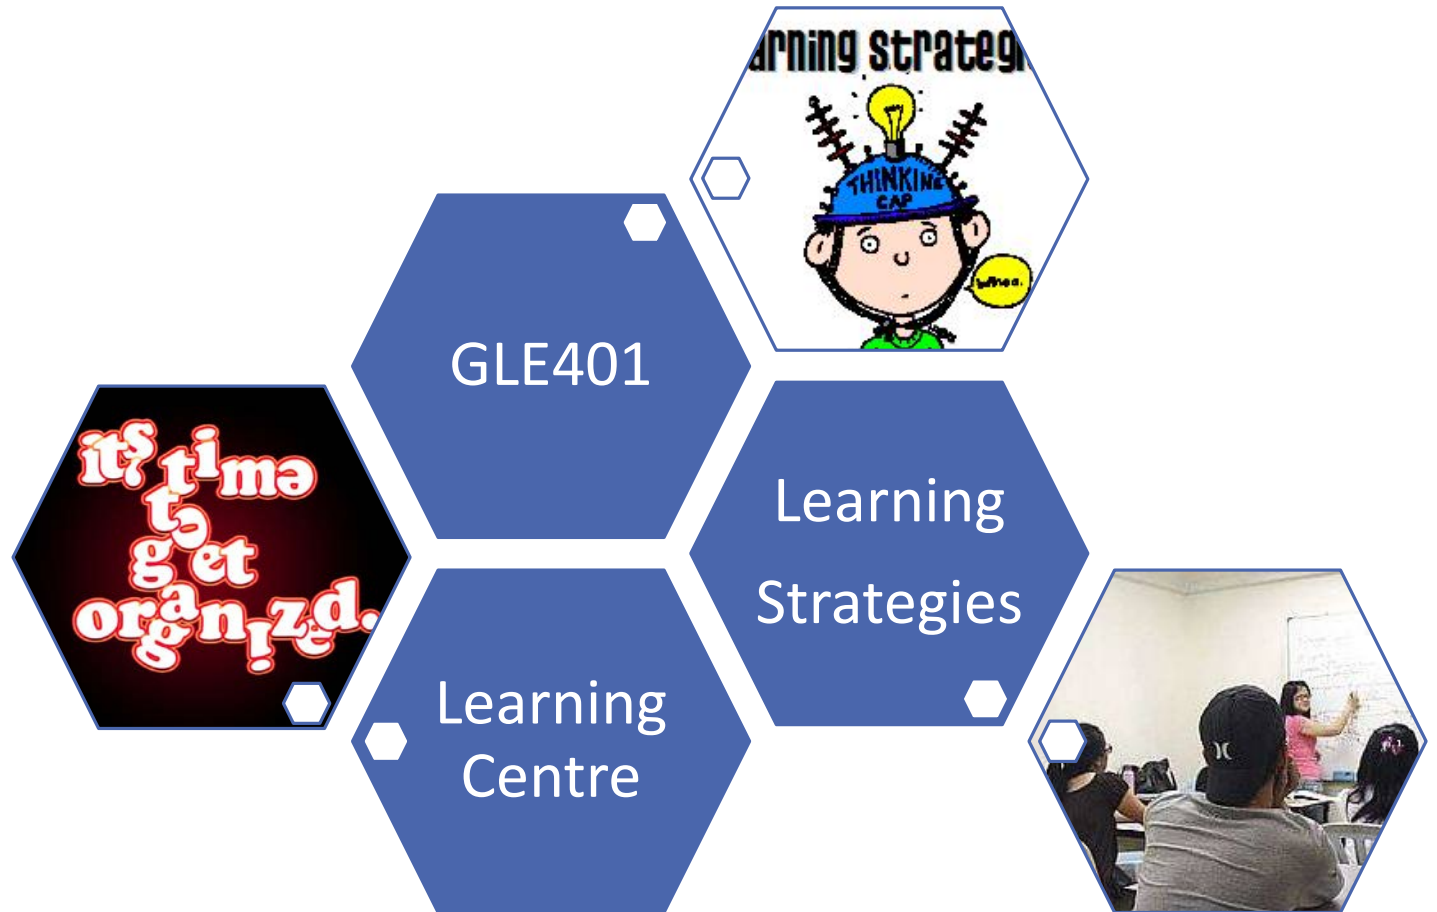 arning strategi
THINKING
CAP
GLE401
it's time
to
get
organized.
Learning
Strategies
Learning
Centre